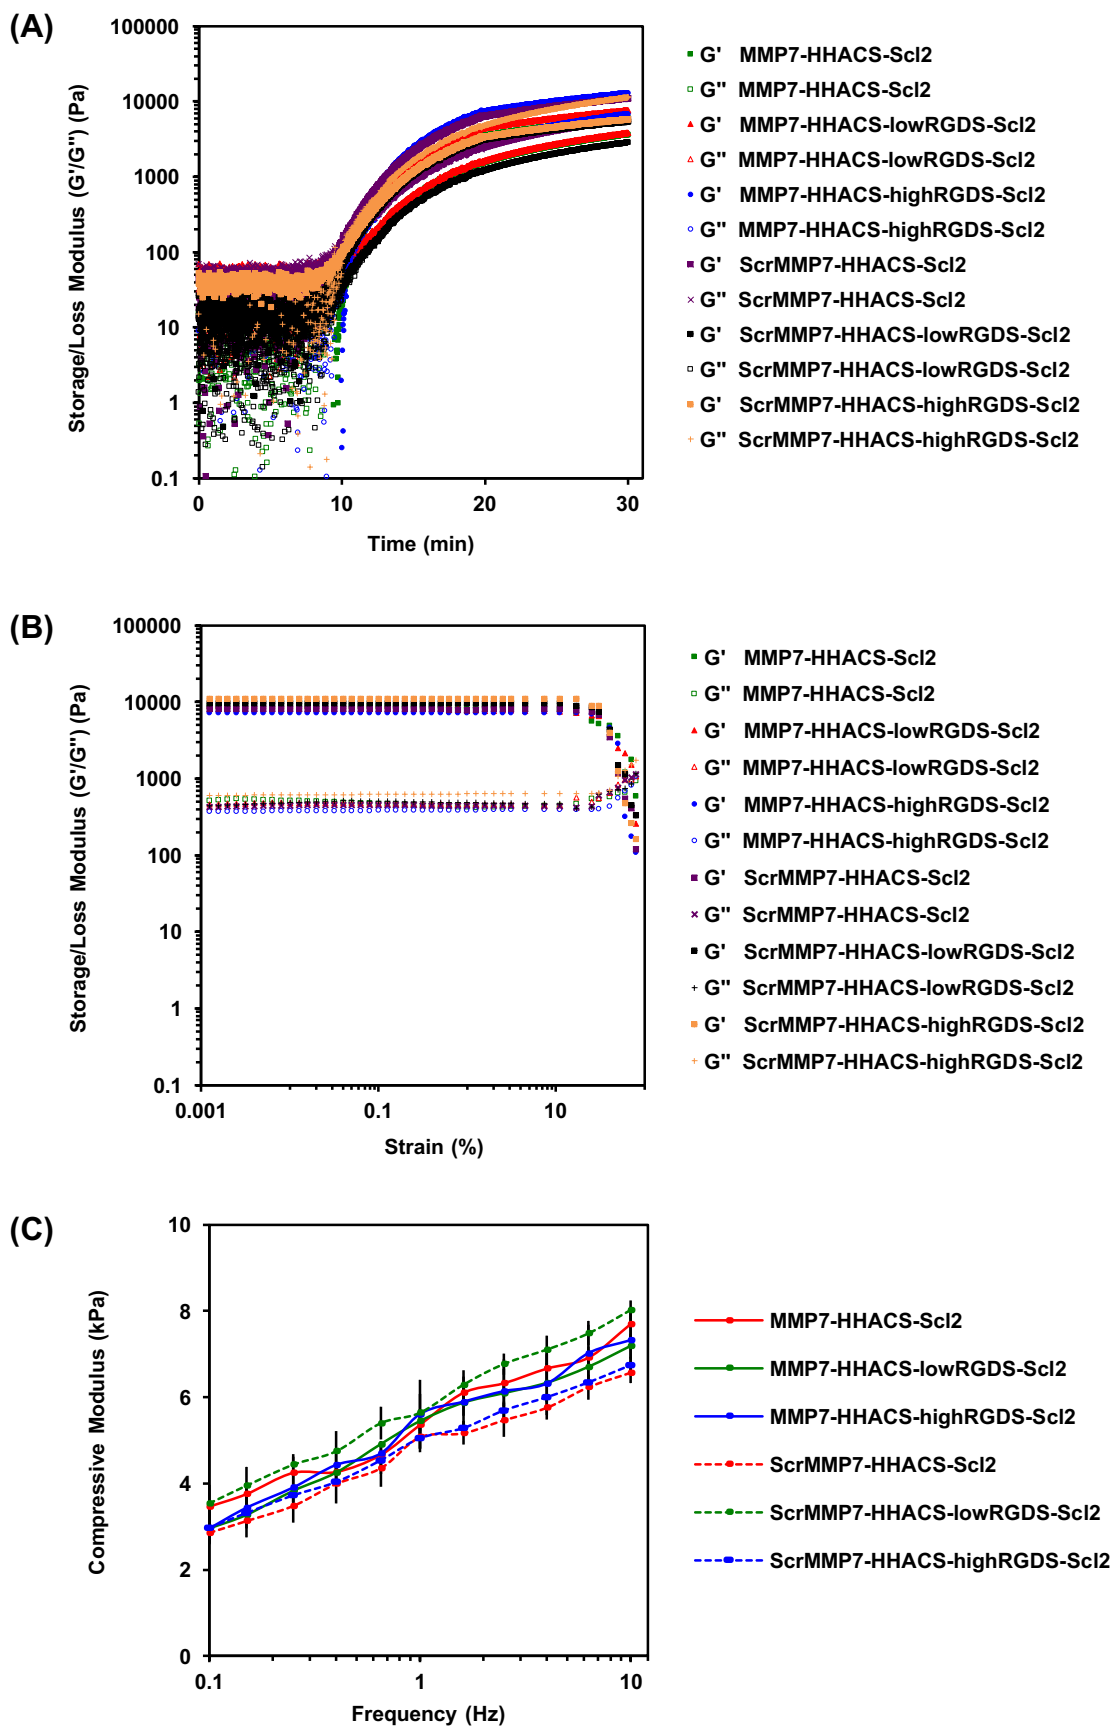 (A)
Storage/Loss Modulus (G'/G'') (Pa)
100000
10000
1000
100
10
1
0.1
0
10
20
30
Time (min)
G' MMP7-HHACS-Scl2
G'' MMP7-HHACS-Scl2
G' MMP7-HHACS-lowRGDS-Scl2
G'' MMP7-HHACS-lowRGDS-Scl2
G' MMP7-HHACS-highRGDS-Scl2
G'' MMP7-HHACS-highRGDS-Scl2
G' ScrMMP7-HHACS-Scl2
G'' ScrMMP7-HHACS-Scl2
G' ScrMMP7-HHACS-lowRGDS-Scl2
G'' ScrMMP7-HHACS-lowRGDS-Scl2
G' ScrMMP7-HHACS-highRGDS-Scl2
G'' ScrMMP7-HHACS-highRGDS-Scl2
(B)
Storage/Loss Modulus (G'/G'') (Pa)
100000
10000
1000
100
10
1
0.1
0.001
0.1
10
Strain (%)
G' MMP7-HHACS-Scl2
G'' MMP7-HHACS-Scl2
G' MMP7-HHACS-lowRGDS-Scl2
G'' MMP7-HHACS-lowRGDS-Scl2
G' MMP7-HHACS-highRGDS-Scl2
G'' MMP7-HHACS-highRGDS-Scl2
G' ScrMMP7-HHACS-Scl2
G'' ScrMMP7-HHACS-Scl2
G' ScrMMP7-HHACS-lowRGDS-Scl2
G'' ScrMMP7-HHACS-lowRGDS-Scl2
G' ScrMMP7-HHACS-highRGDS-Scl2
G'' ScrMMP7-HHACS-highRGDS-Scl2
(C)
Compressive Modulus (kPa)
10
8
6
4
2
0
0.1
1
10
Frequency (Hz)
MMP7-HHACS-Scl2
MMP7-HHACS-lowRGDS-Scl2
MMP7-HHACS-highRGDS-Scl2
ScrMMP7-HHACS-Scl2
ScrMMP7-HHACS-lowRGDS-Scl2
ScrMMP7-HHACS-highRGDS-Scl2